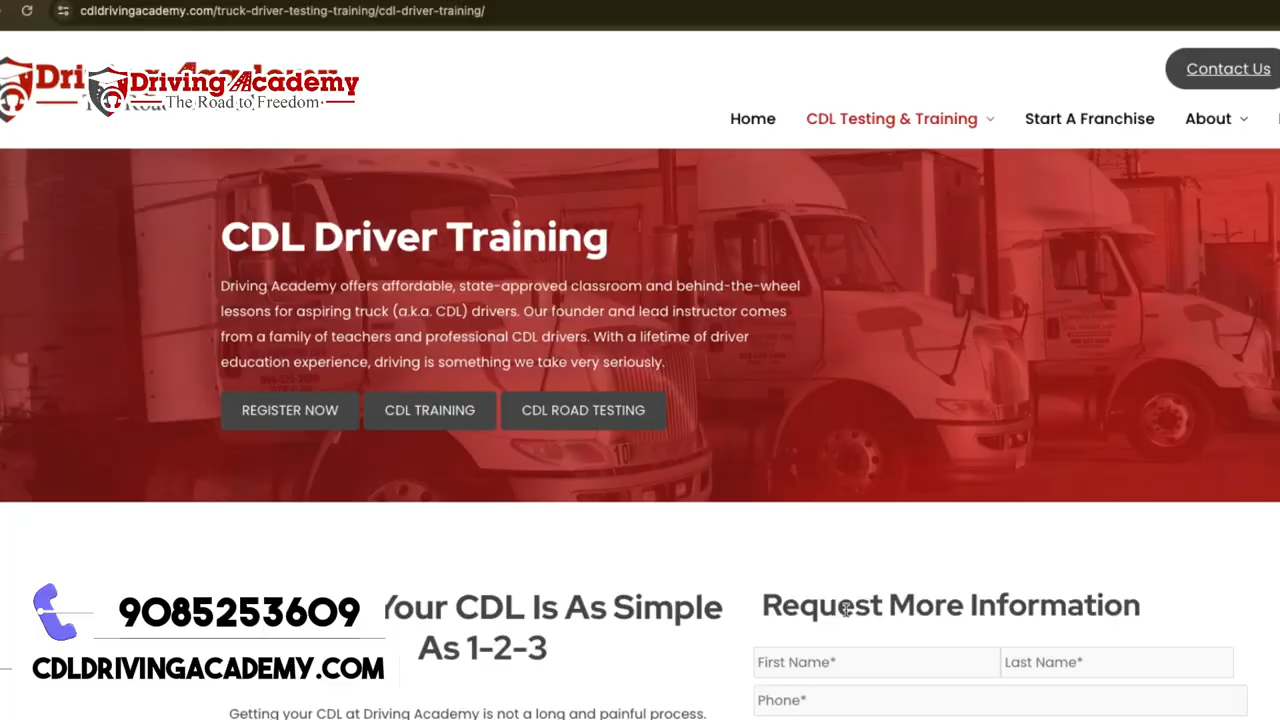 cdldrivingacademy.com/truck-driver-testing-training/cdl-driver-training/
Driving Academy
The Road to Freedom
Contact Us
Home
CDL Testing & Training
Start A Franchise
About
CDL Driver Training
Driving Academy offers affordable, state-approved classroom and behind-the-wheel
lessons for aspiring truck (a.k.a. CDL) drivers. Our founder and lead instructor comes
from a family of teachers and professional CDL drivers. With a lifetime of driver
education experience, driving is something we take very seriously.
REGISTER NOW
CDL TRAINING
CDL ROAD TESTING
9085253609
CDLDRIVINGACADEMY.COM
Your CDL Is As Simple
As 1-2-3
Getting your CDL at Driving Academy is not a long and painful process.
Request More Information
First Name*
Last Name*
Phone*